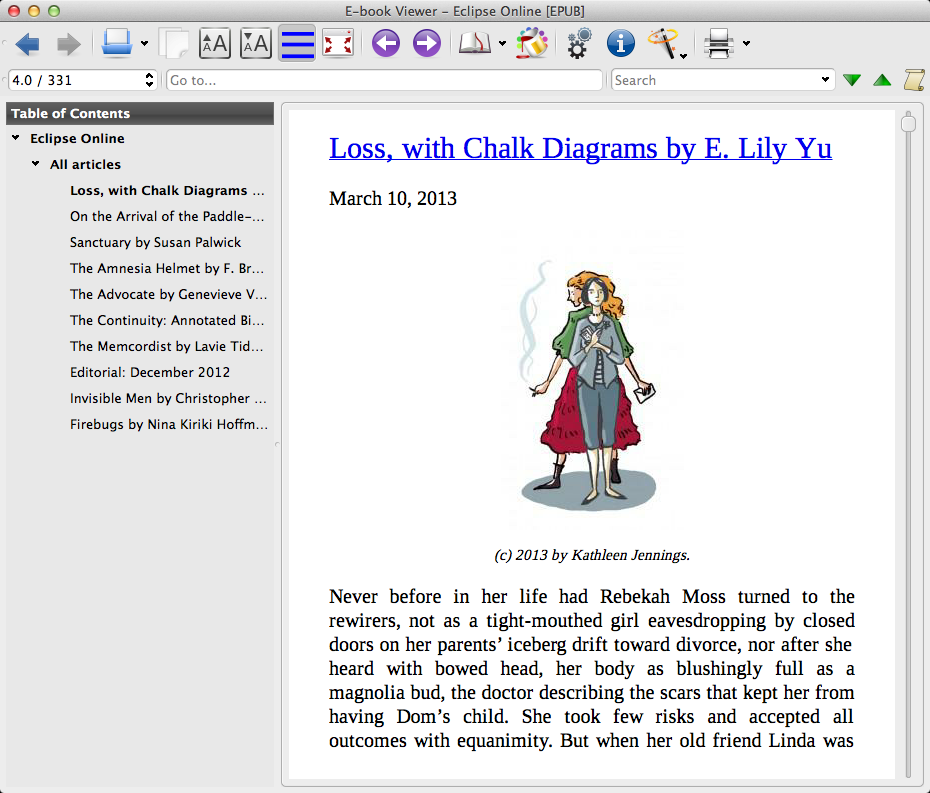 E-book Viewer – Eclipse Online [EPUB]
AA
AA
4.0 / 331
Go to...
Search
Table of Contents
Eclipse Online
All articles
Loss, with Chalk Diagrams ...
On the Arrival of the Paddle-...
Sanctuary by Susan Palwick
The Amnesia Helmet by F. Br...
The Advocate by Genevieve V...
The Continuity: Annotated Bi...
The Memcordist by Lavie Tid...
Editorial: December 2012
Invisible Men by Christopher ...
Firebugs by Nina Kiriki Hoffm...
Loss, with Chalk Diagrams by E. Lily Yu
March 10, 2013
(c) 2013 by Kathleen Jennings.
Never before in her life had Rebekah Moss turned to the
rewirers, not as a tight-mouthed girl eavesdropping by closed
doors on her parents’ iceberg drift toward divorce, nor after she
heard with bowed head, her body as blushingly full as a
magnolia bud, the doctor describing the scars that kept her from
having Dom’s child. She took few risks and accepted all
outcomes with equanimity. But when her old friend Linda was